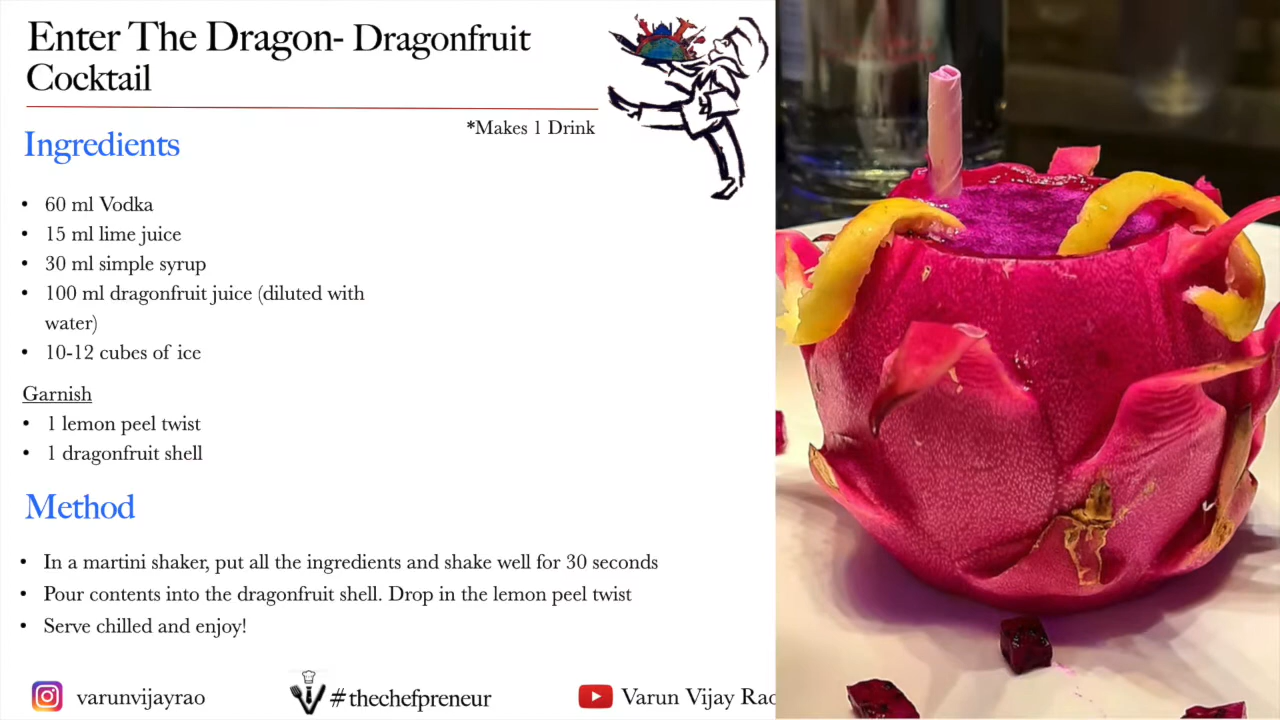 Enter The Dragon- Dragonfruit
Cocktail
*Makes 1 Drink
Ingredients
• 60 ml Vodka
• 15 ml lime juice
• 30 ml simple syrup
• 100 ml dragonfruit juice (diluted with
water)
• 10-12 cubes of ice
Garnish
• 1 lemon peel twist
• 1 dragonfruit shell
Method
• In a martini shaker, put all the ingredients and shake well for 30 seconds
• Pour contents into the dragonfruit shell. Drop in the lemon peel twist
• Serve chilled and enjoy!
varunvijayrao
#thechefpreneur
Varun Vijay Rao